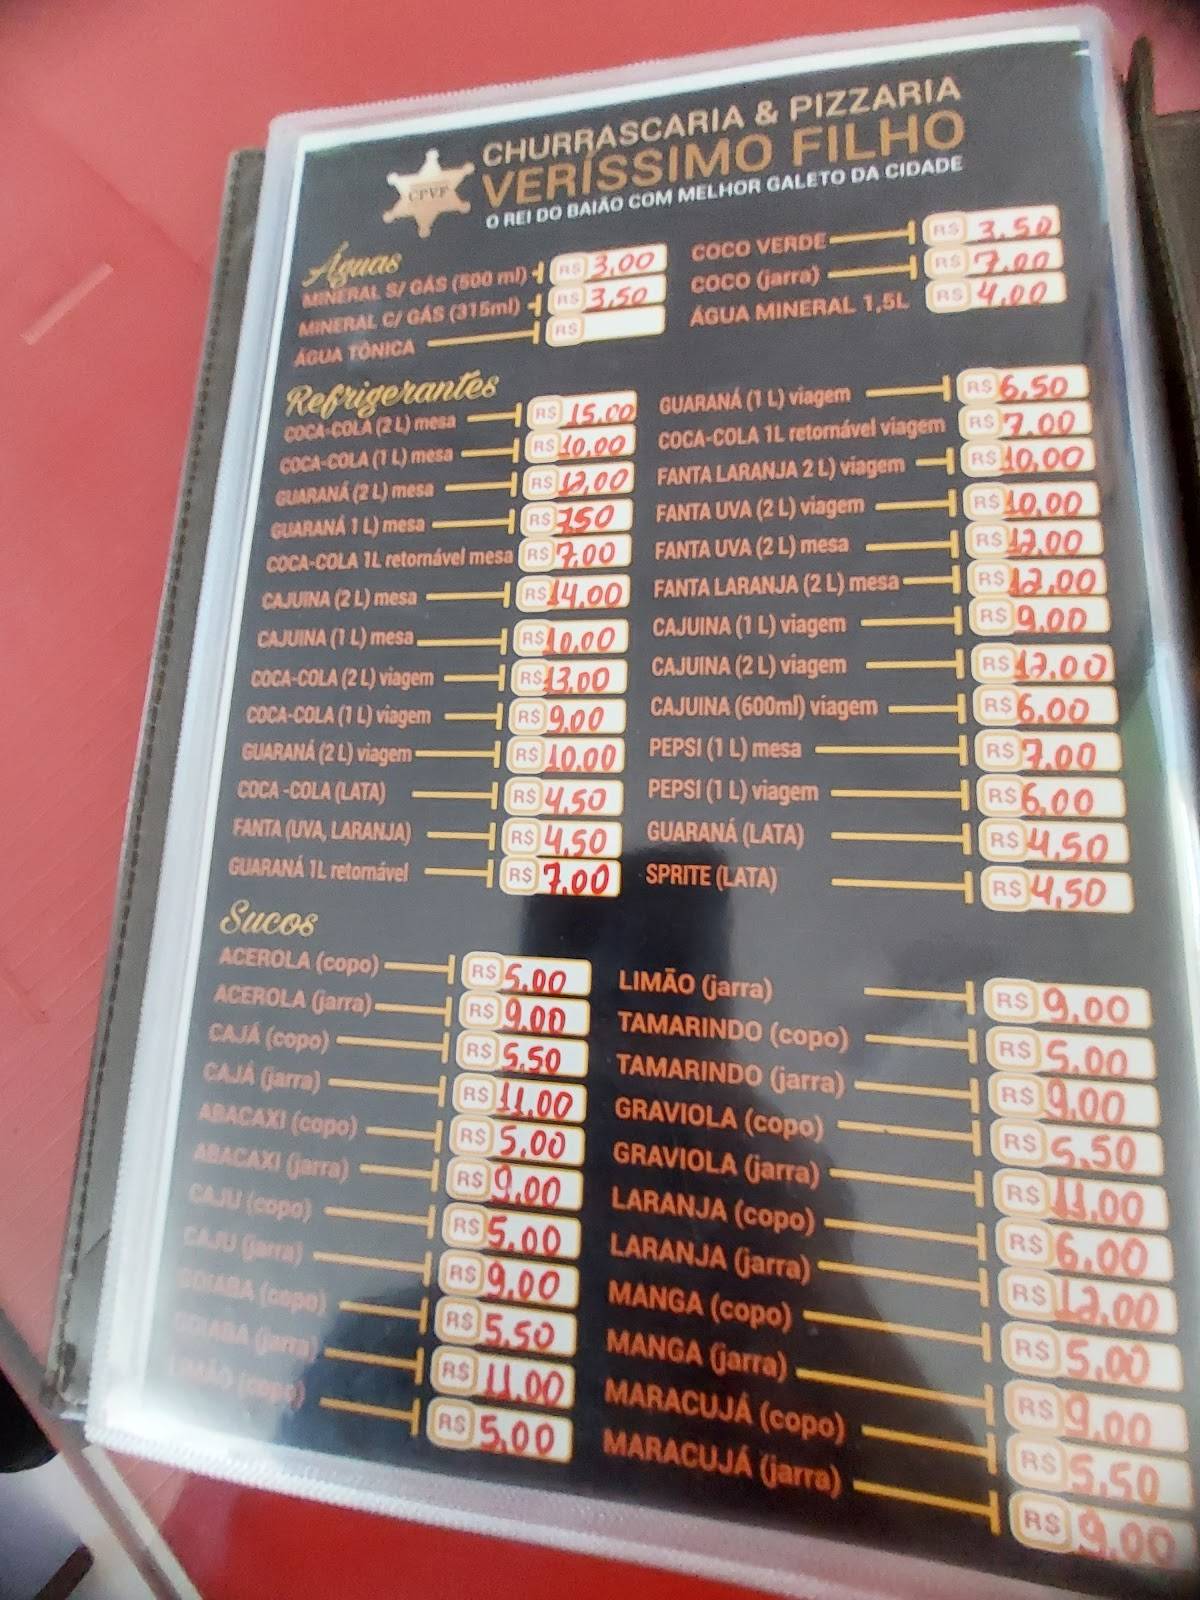 CHURRASCARIA & PIZZARIA
VERÍSSIMO FILHO
O REI DO BAIÃO COM MELHOR GALETO DA CIDADE
CPVF
Águas
MINERAL S/ GÁS (500 ml) R$ 3,00
MINERAL C/ GÁS (315ml) R$ 3,50
ÁGUA TÔNICA R$
COCO VERDE R$ 3,50
COCO (jarra) R$ 7,00
ÁGUA MINERAL 1,5L R$ 4,00
Refrigerantes
COCA-COLA (2 L) mesa R$ 15,00
COCA-COLA (1 L) mesa R$ 10,00
GUARANÁ (2 L) mesa R$ 12,00
GUARANÁ 1 L) mesa R$ 7,50
COCA-COLA 1L retornável mesa R$ 7,00
CAJUINA (2 L) mesa R$ 14,00
CAJUINA (1 L) mesa R$ 10,00
COCA-COLA (2 L) viagem R$ 13,00
COCA-COLA (1 L) viagem R$ 9,00
GUARANÁ (2 L) viagem R$ 10,00
COCA -COLA (LATA) R$ 4,50
FANTA (UVA, LARANJA) R$ 4,50
GUARANÁ 1L retornável R$ 7,00
GUARANÁ (1 L) viagem R$ 6,50
COCA-COLA 1L retornável viagem R$ 7,00
FANTA LARANJA 2 L) viagem R$ 10,00
FANTA UVA (2 L) viagem R$ 10,00
FANTA UVA (2 L) mesa R$ 12,00
FANTA LARANJA (2 L) mesa R$ 12,00
CAJUINA (1 L) viagem R$ 9,00
CAJUINA (2 L) viagem R$ 12,00
CAJUINA (600ml) viagem R$ 6,00
PEPSI (1 L) mesa R$ 7,00
PEPSI (1 L) viagem R$ 6,00
GUARANÁ (LATA) R$ 4,50
SPRITE (LATA) R$ 4,50
Sucos
ACEROLA (copo) R$ 5,00
ACEROLA (jarra) R$ 9,00
CAJÁ (copo) R$ 5,50
CAJÁ (jarra) R$ 11,00
ABACAXI (copo) R$ 5,00
ABACAXI (jarra) R$ 9,00
CAJU (copo) R$ 5,00
CAJU (jarra) R$ 9,00
GOIABA (copo) R$ 5,50
GOIABA (jarra) R$ 11,00
LIMÃO (copo) R$ 5,00
LIMÃO (jarra) R$ 9,00
TAMARINDO (copo) R$ 5,00
TAMARINDO (jarra) R$ 9,00
GRAVIOLA (copo) R$ 5,50
GRAVIOLA (jarra) R$ 11,00
LARANJA (copo) R$ 6,00
LARANJA (jarra) R$ 12,00
MANGA (copo) R$ 5,00
MANGA (jarra) R$ 9,00
MARACUJÁ (copo) R$ 5,50
MARACUJÁ (jarra) R$ 9,00